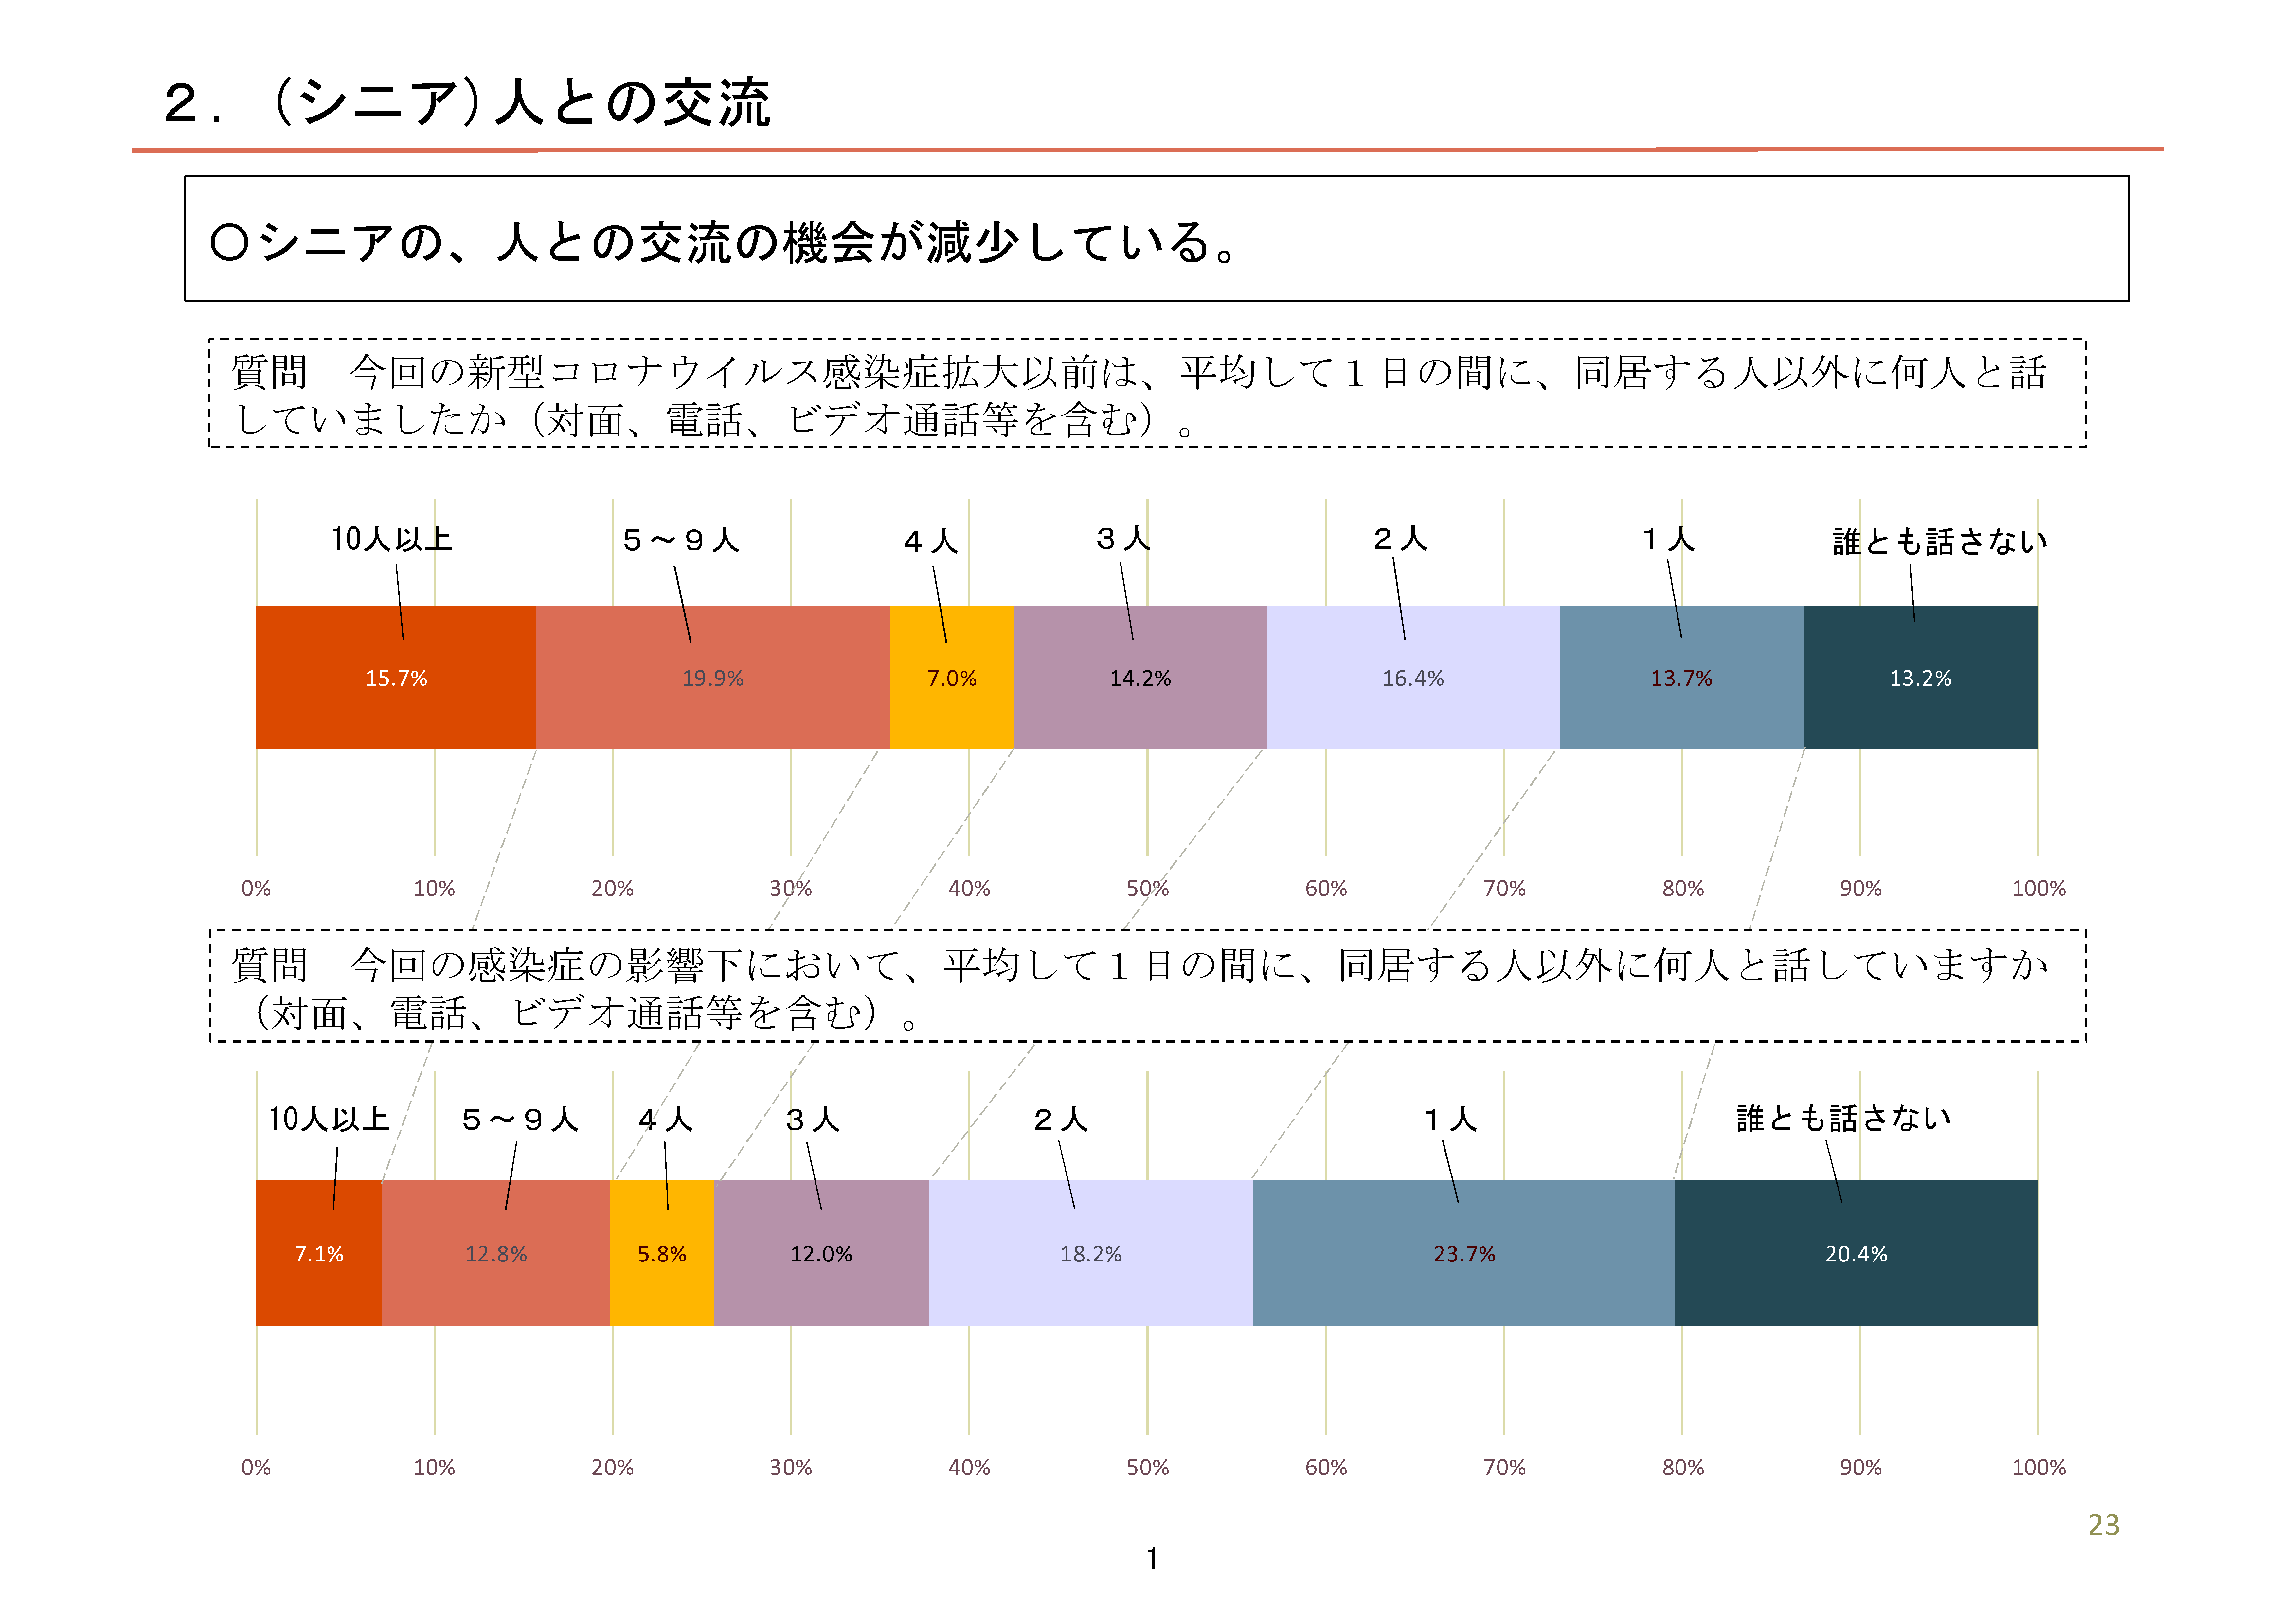 ２．（シニア）人との交流
〇シニアの、人との交流の機会が減少している。
質問　今回の新型コロナウイルス感染症拡大以前は、平均して１日の間に、同居する人以外に何人と話
していましたか（対面、電話、ビデオ通話等を含む）。
10人以上 ５～９人 ４人 ３人 ２人 １人 誰とも話さない
15.7% 19.9% 7.0% 14.2% 16.4% 13.7% 13.2%
0% 10% 20% 30% 40% 50% 60% 70% 80% 90% 100%
質問　今回の感染症の影響下において、平均して１日の間に、同居する人以外に何人と話していますか
（対面、電話、ビデオ通話等を含む）。
10人以上 ５～９人 ４人 ３人 ２人 １人 誰とも話さない
7.1% 12.8% 5.8% 12.0% 18.2% 23.7% 20.4%
0% 10% 20% 30% 40% 50% 60% 70% 80% 90% 100%
23
1